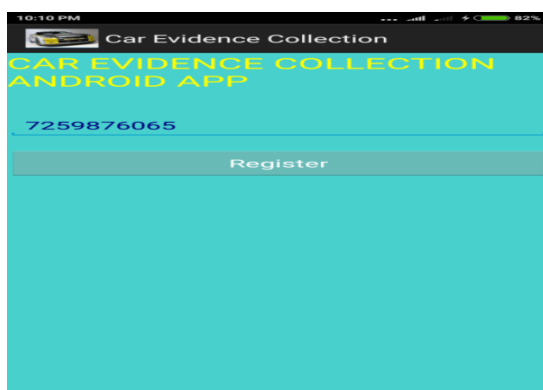 10:10 PM 82%
Car Evidence Collection
CAR EVIDENCE COLLECTION
ANDROID APP
7259876065
Register